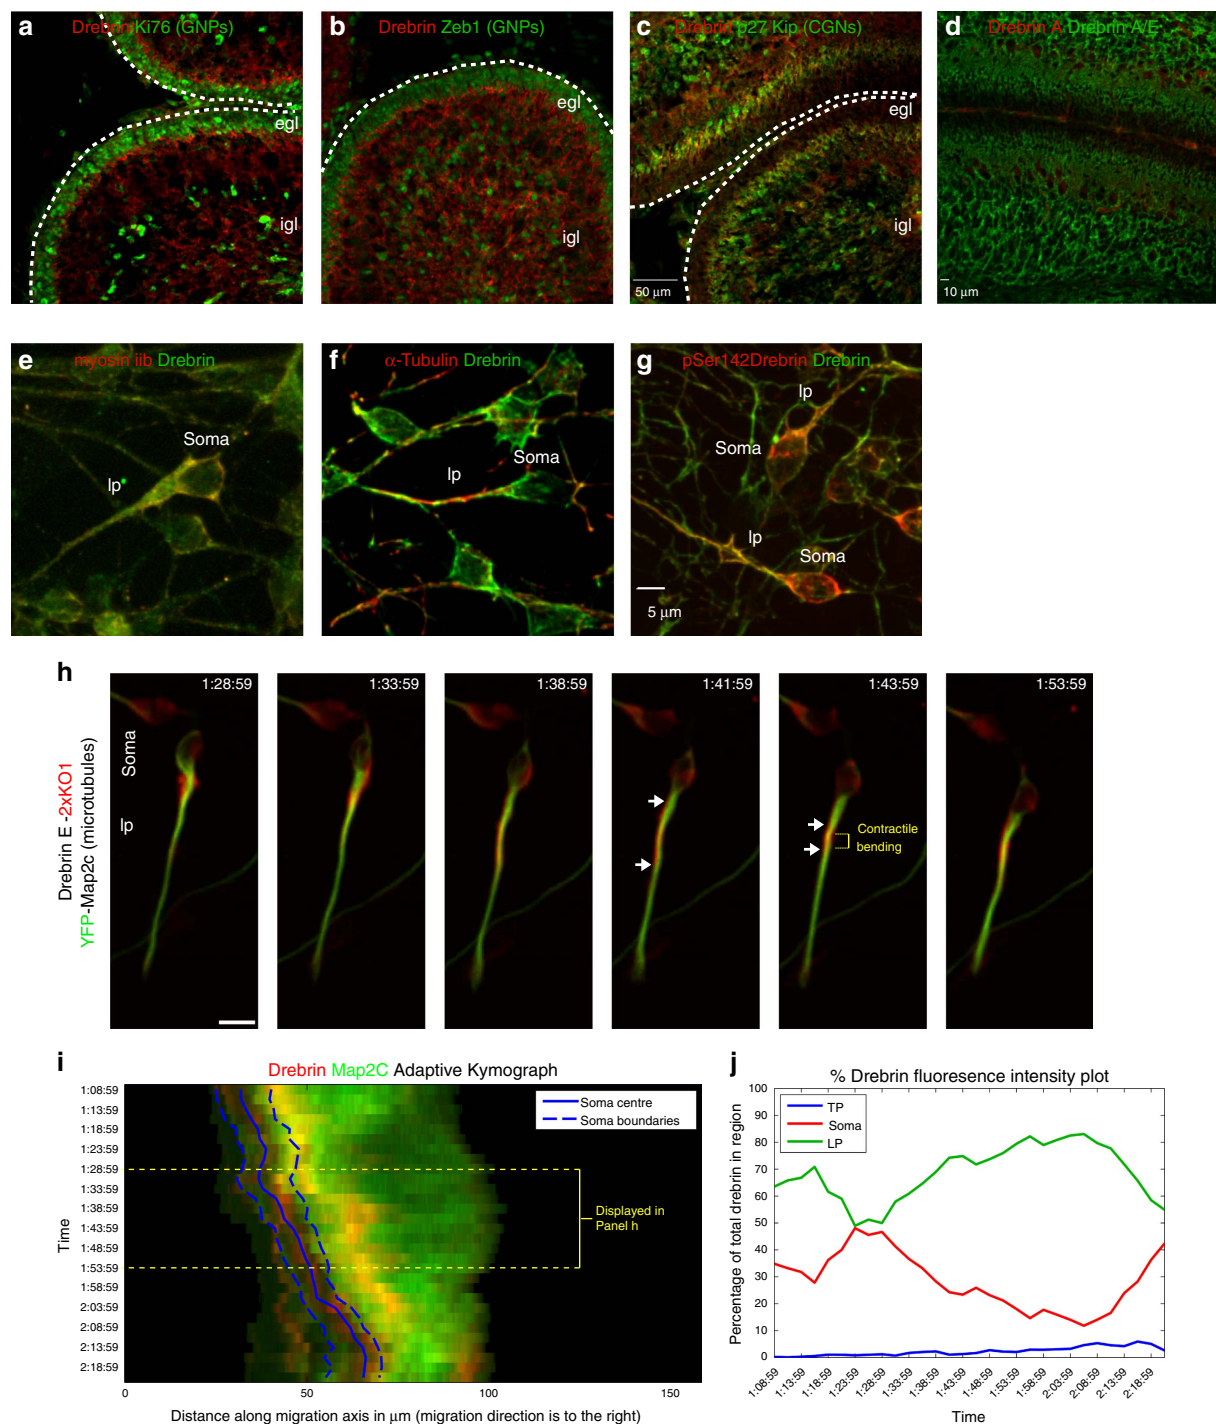 a
Drebrin Ki76 (GNPs)
egl
igl
b
Drebrin Zeb1 (GNPs)
egl
igl
c
Drebrin p27 Kip (CGNs)
egl
igl
50 µm
d
Drebrin A Drebrin A/E
10 µm
e
myosin iib Drebrin
Soma
lp
f
α-Tubulin Drebrin
Soma
lp
g
pSer142Drebrin Drebrin
lp
Soma
lp
Soma
5 µm
h
Drebrin E -2xKO1
YFP-Map2c (microtubules)
Soma
lp
1:28:59
1:33:59
1:38:59
1:41:59
1:43:59
Contractile
bending
1:53:59
i
Drebrin Map2C Adaptive Kymograph
Soma centre
Soma boundaries
Time
1:08:59
1:13:59
1:18:59
1:23:59
1:28:59
1:33:59
1:38:59
1:43:59
1:48:59
1:53:59
1:58:59
2:03:59
2:08:59
2:13:59
2:18:59
Displayed in
Panel h
0 50 100 150
Distance along migration axis in µm (migration direction is to the right)
j
% Drebrin fluoresence intensity plot
TP
Soma
LP
Percentage of total drebrin in region
100
90
80
70
60
50
40
30
20
10
0
1:08:59 1:13:59 1:18:59 1:23:59 1:28:59 1:33:59 1:38:59 1:43:59 1:48:59 1:53:59 1:58:59 2:03:59 2:08:59 2:13:59 2:18:59
Time